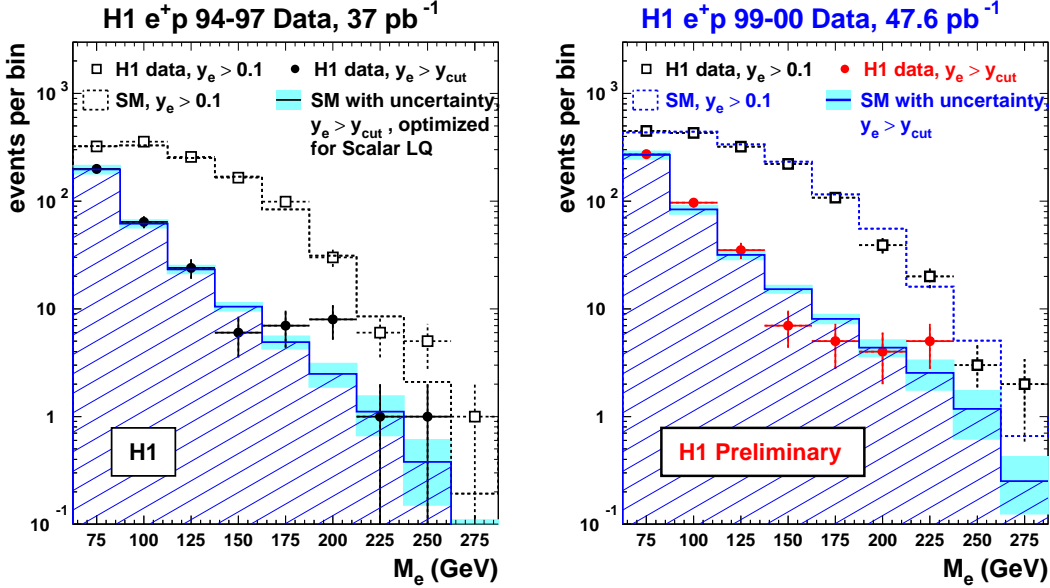 H1 e⁺p 94-97 Data, 37 pb⁻¹
events per bin
H1 data, yₑ > 0.1
H1 data, yₑ > y_cut
SM, yₑ > 0.1
SM with uncertainty,
yₑ > y_cut , optimized
for Scalar LQ
10³
10²
10
1
10⁻¹
H1
75 100 125 150 175 200 225 250 275
Mₑ (GeV)
H1 e⁺p 99-00 Data, 47.6 pb⁻¹
events per bin
H1 data, yₑ > 0.1
H1 data, yₑ > y_cut
SM, yₑ > 0.1
SM with uncertainty,
yₑ > y_cut
10³
10²
10
1
10⁻¹
H1 Preliminary
75 100 125 150 175 200 225 250 275
Mₑ (GeV)